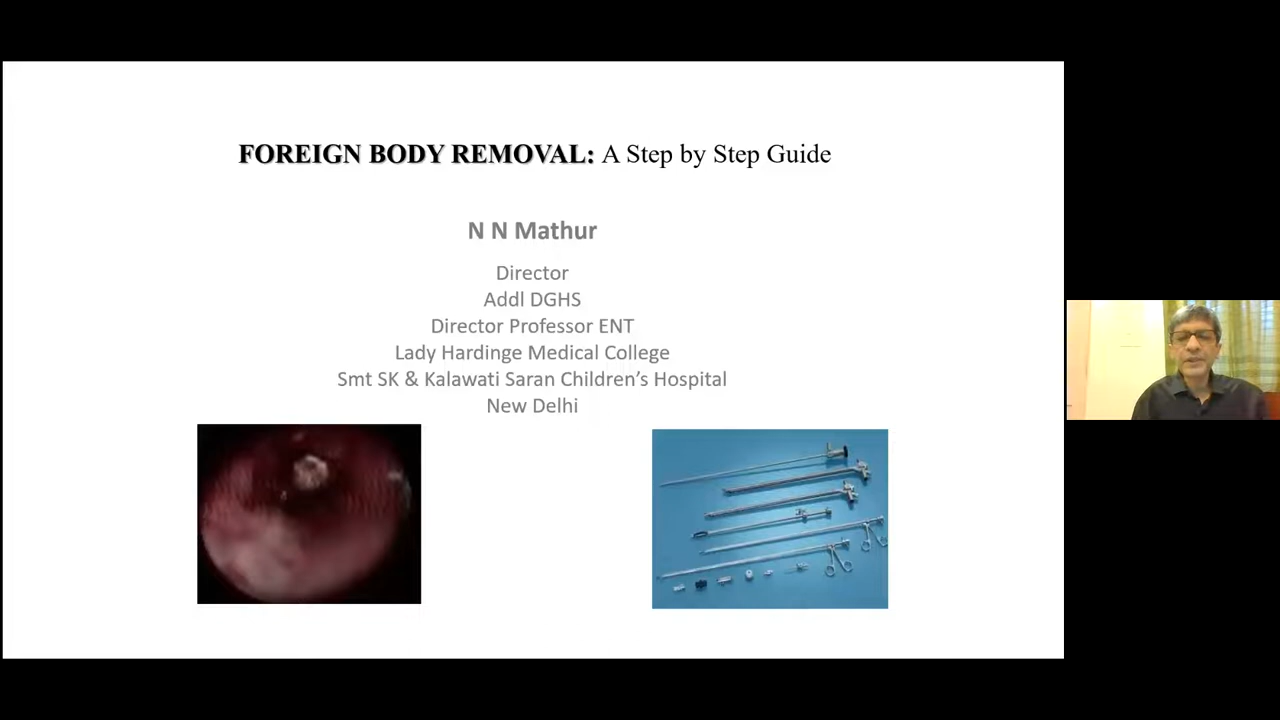 FOREIGN BODY REMOVAL: A Step by Step Guide
N N Mathur
Director
Addl DGHS
Director Professor ENT
Lady Hardinge Medical College
Smt SK & Kalawati Saran Children’s Hospital
New Delhi